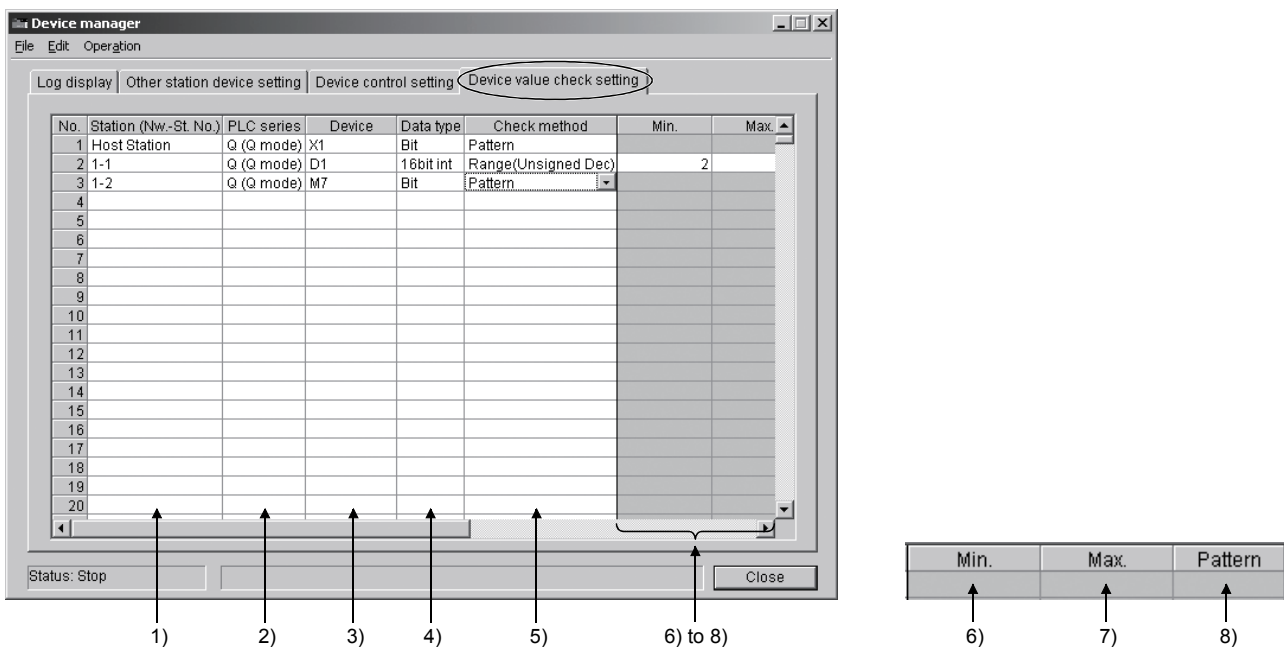 Device manager
File Edit Operation
Log display Other station device setting Device control setting Device value check setting
No. Station (Nw.-St. No.) PLC series Device Data type Check method Min. Max.
1 Host Station Q (Q mode) X1 Bit Pattern
2 1-1 Q (Q mode) D1 16bit int Range(Unsigned Dec) 2
3 1-2 Q (Q mode) M7 Bit Pattern
4
5
6
7
8
9
10
11
12
13
14
15
16
17
18
19
20
Status: Stop Close
1) 2) 3) 4) 5) 6) to 8)
Min. Max. Pattern
6) 7) 8)